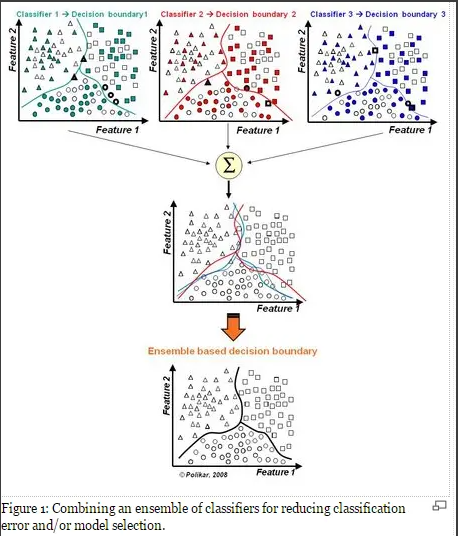 Classifier 1 → Decision boundary1
Classifier 2 → Decision boundary 2
Classifier 3 → Decision boundary 3
Feature 2
Feature 1
Feature 2
Feature 1
Feature 2
Feature 1
Σ
Feature 2
Feature 1
Ensemble based decision boundary
Feature 2
Feature 1
© Polikar, 2008
Figure 1: Combining an ensemble of classifiers for reducing classification
error and/or model selection.